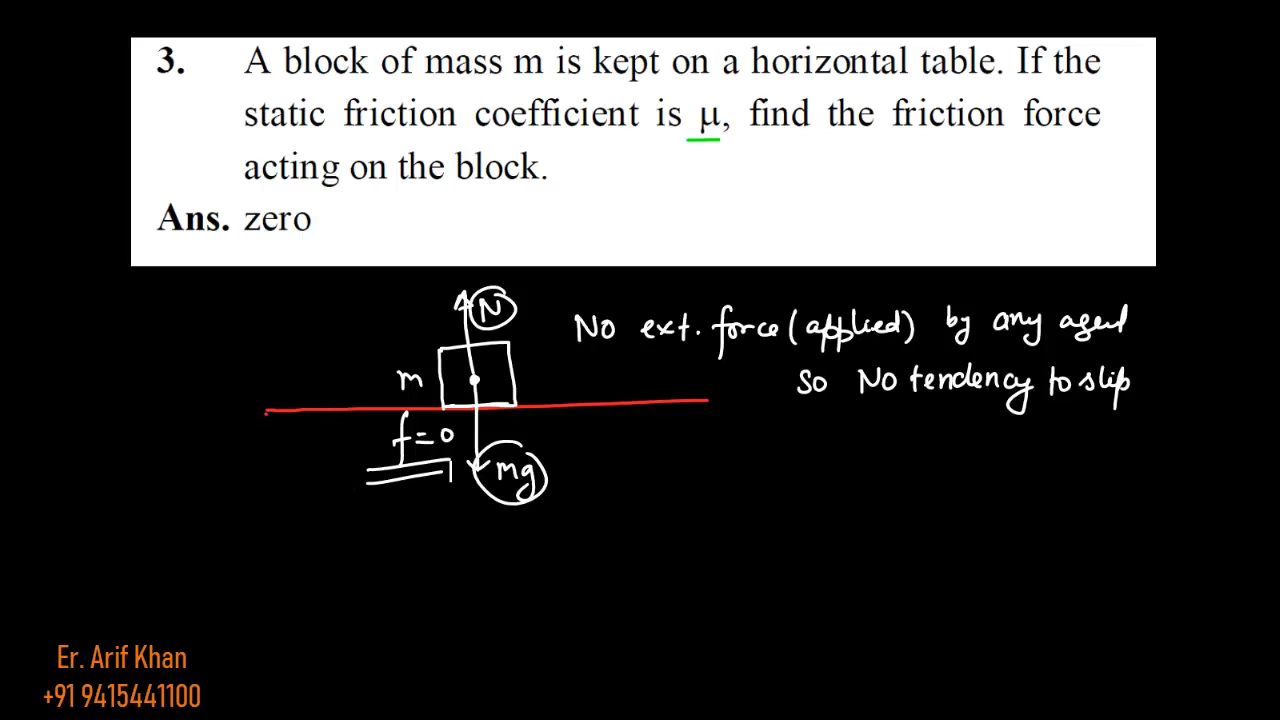 3. A block of mass m is kept on a horizontal table. If the
static friction coefficient is μ, find the friction force
acting on the block.
Ans. zero
N
No ext. force (applied) by any agent
m
So No tendency to slip
f = 0
mg
Er. Arif Khan
+91 9415441100